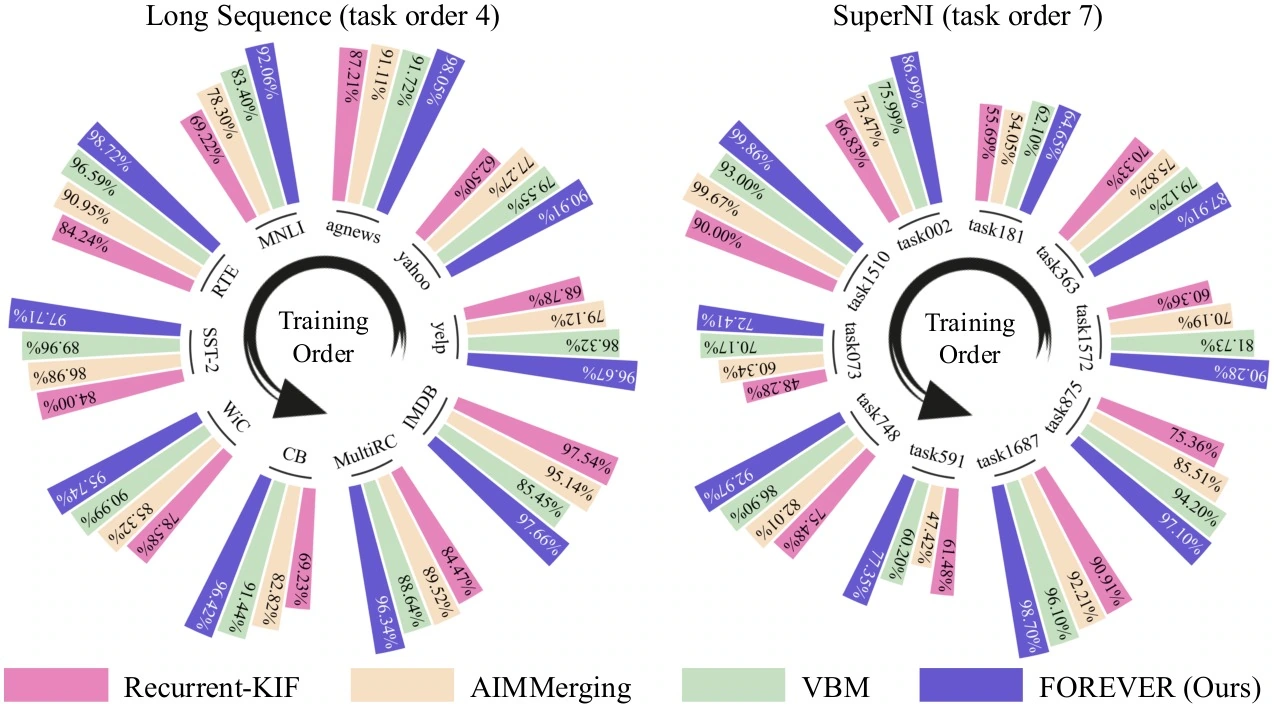 Long Sequence (task order 4)
87.21%
91.11%
91.72%
98.05%
agnews
62.50%
77.27%
79.55%
90.91%
yahoo
68.78%
79.12%
86.32%
96.67%
yelp
97.54%
95.14%
85.45%
97.69%
IMDB
84.47%
89.52%
88.64%
96.34%
MultiRC
69.23%
82.82%
91.44%
96.42%
CB
78.58%
85.32%
90.99%
95.74%
WiC
84.00%
86.98%
89.96%
97.71%
SST-2
84.24%
90.95%
96.59%
98.72%
RTE
69.22%
78.30%
83.40%
92.06%
MNL1
Training
Order
SuperNI (task order 7)
55.69%
54.05%
62.10%
64.65%
task181
70.33%
75.82%
79.12%
87.91%
task363
60.36%
70.19%
81.73%
90.28%
task1572
75.36%
85.51%
94.20%
97.10%
task875
90.91%
92.21%
96.10%
98.70%
task1687
61.48%
47.42%
60.20%
77.35%
task591
75.48%
82.01%
86.90%
92.97%
task748
48.28%
60.34%
70.17%
72.41%
task073
90.00%
99.67%
93.00%
99.86%
task1510
66.83%
73.47%
75.99%
86.99%
task002
Training
Order
Recurrent-KIF
AIMMerging
VBM
FOREVER (Ours)